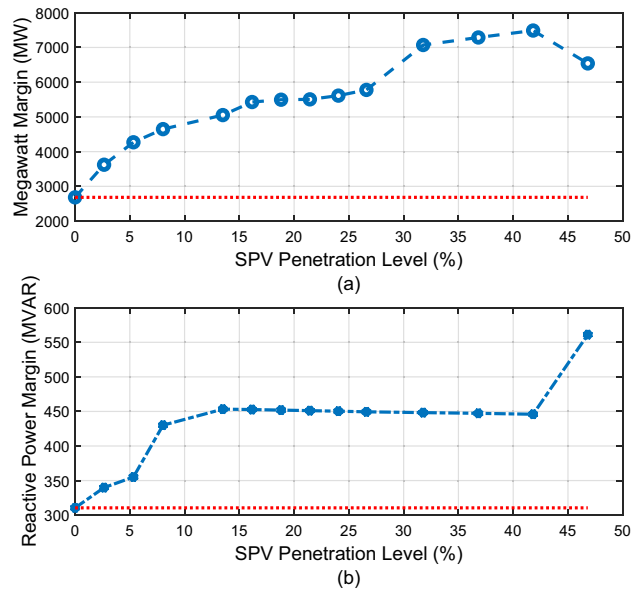 Megawatt Margin (MW)
8000
7000
6000
5000
4000
3000
2000
0 5 10 15 20 25 30 35 40 45 50
SPV Penetration Level (%)
(a)
Reactive Power Margin (MVAR)
600
550
500
450
400
350
300
0 5 10 15 20 25 30 35 40 45 50
SPV Penetration Level (%)
(b)